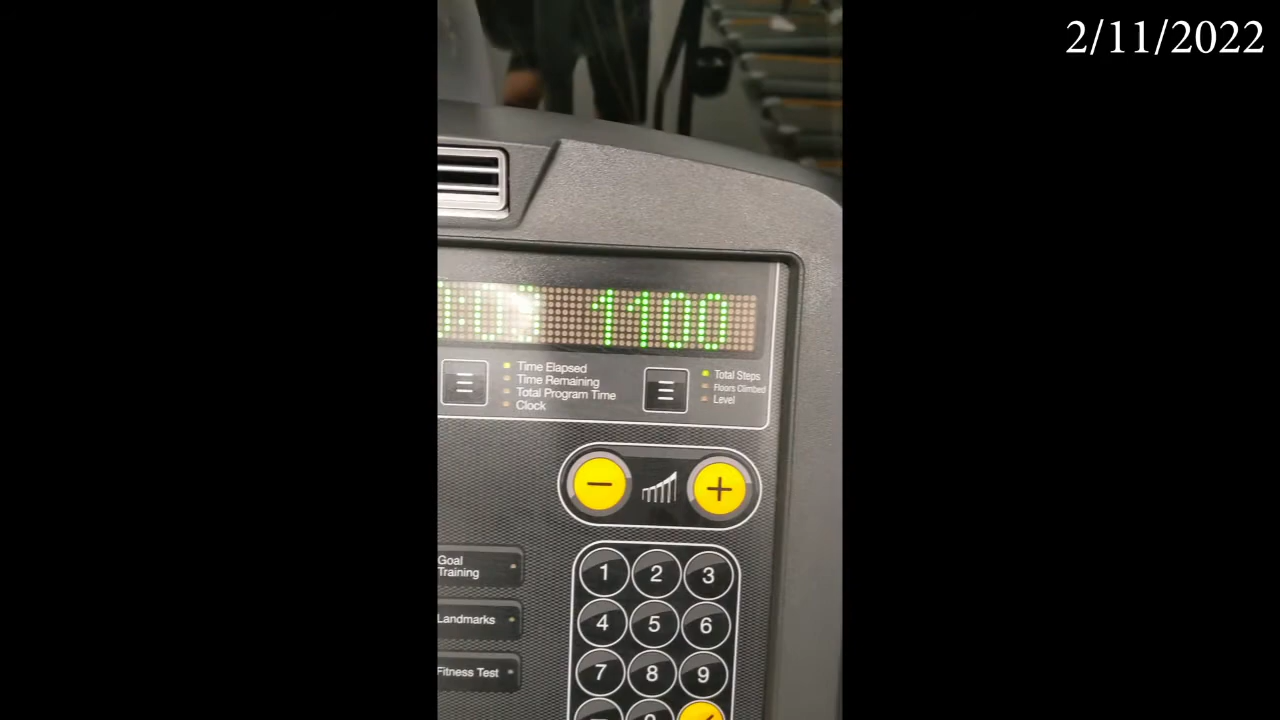 2/11/2022
1100
Time Elapsed
Time Remaining
Total Program Time
Clock
Total Steps
Floors Climbed
Level
Goal
Training
Landmarks
Fitness Test
1 2 3
4 5 6
7 8 9